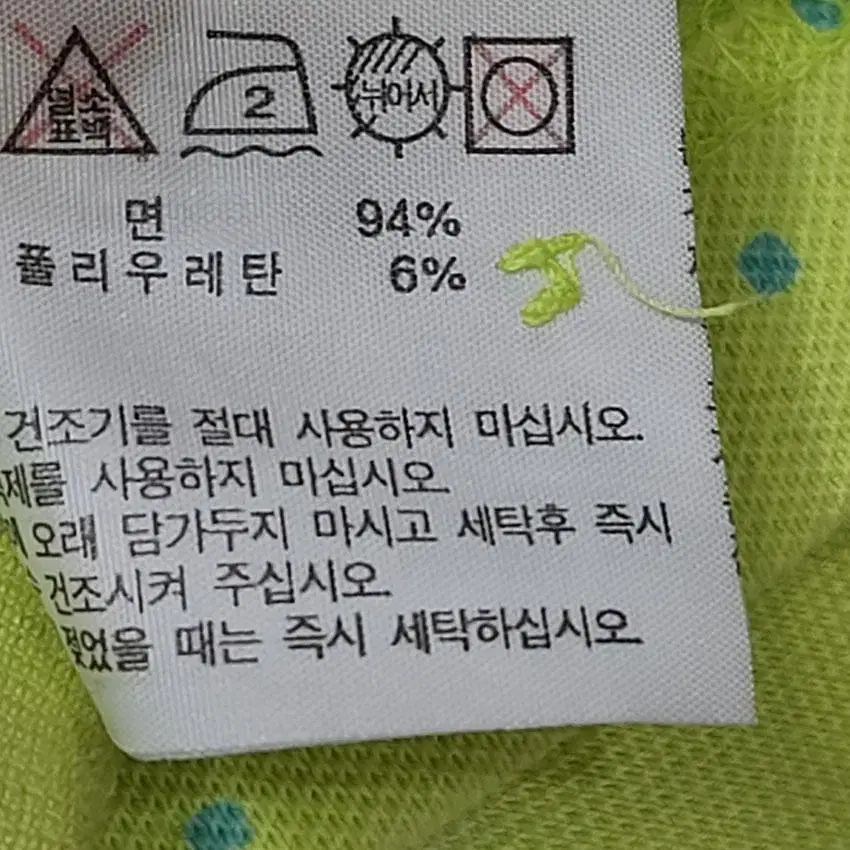 염소
표백
2
뉘어서
면 94%
폴리우레탄 6%
건조기를 절대 사용하지 마십시오.
사용하지 마십시오.
오래 담가두지 마시고 세탁후 즉시
건조시켜 주십시오.
젖었을 때는 즉시 세탁하십시오